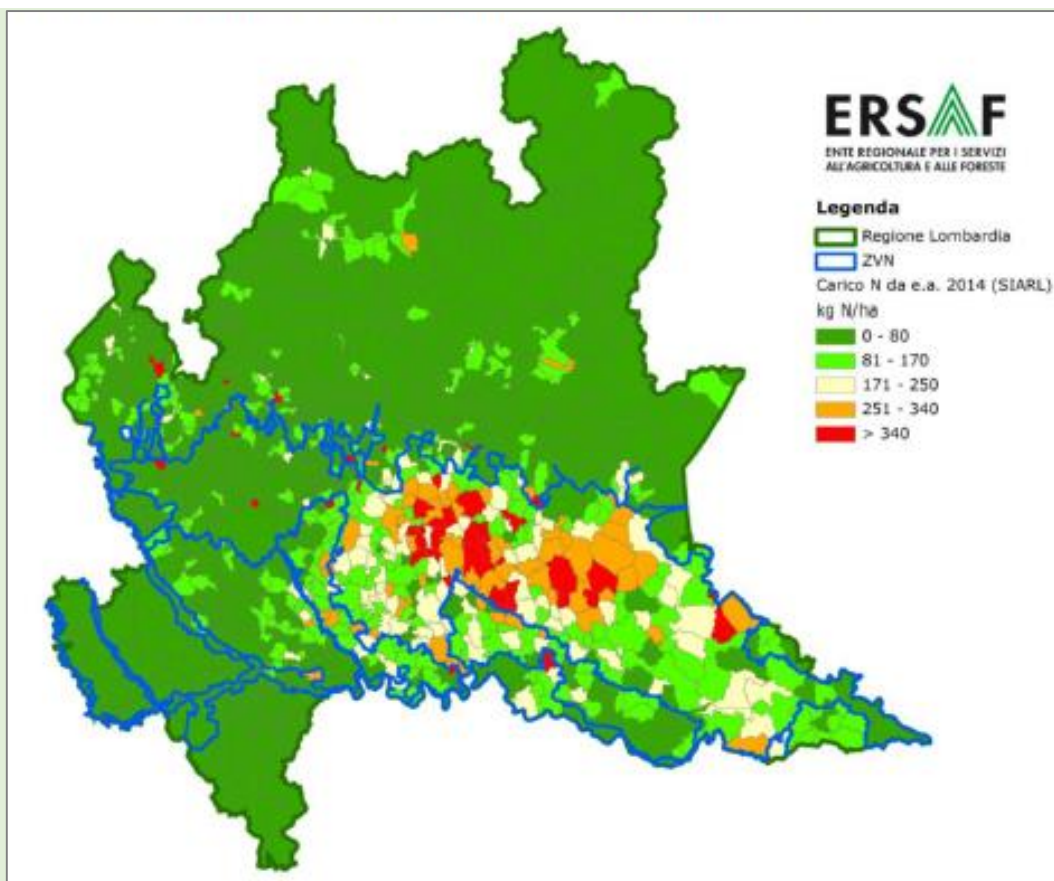 ERSAF
ENTE REGIONALE PER I SERVIZI
ALL'AGRICOLTURA E ALLE FORESTE
Legenda
Regione Lombardia
ZVN
Carico N da e.a. 2014 (SIARL)
kg N/ha
0 - 80
81 - 170
171 - 250
251 - 340
> 340